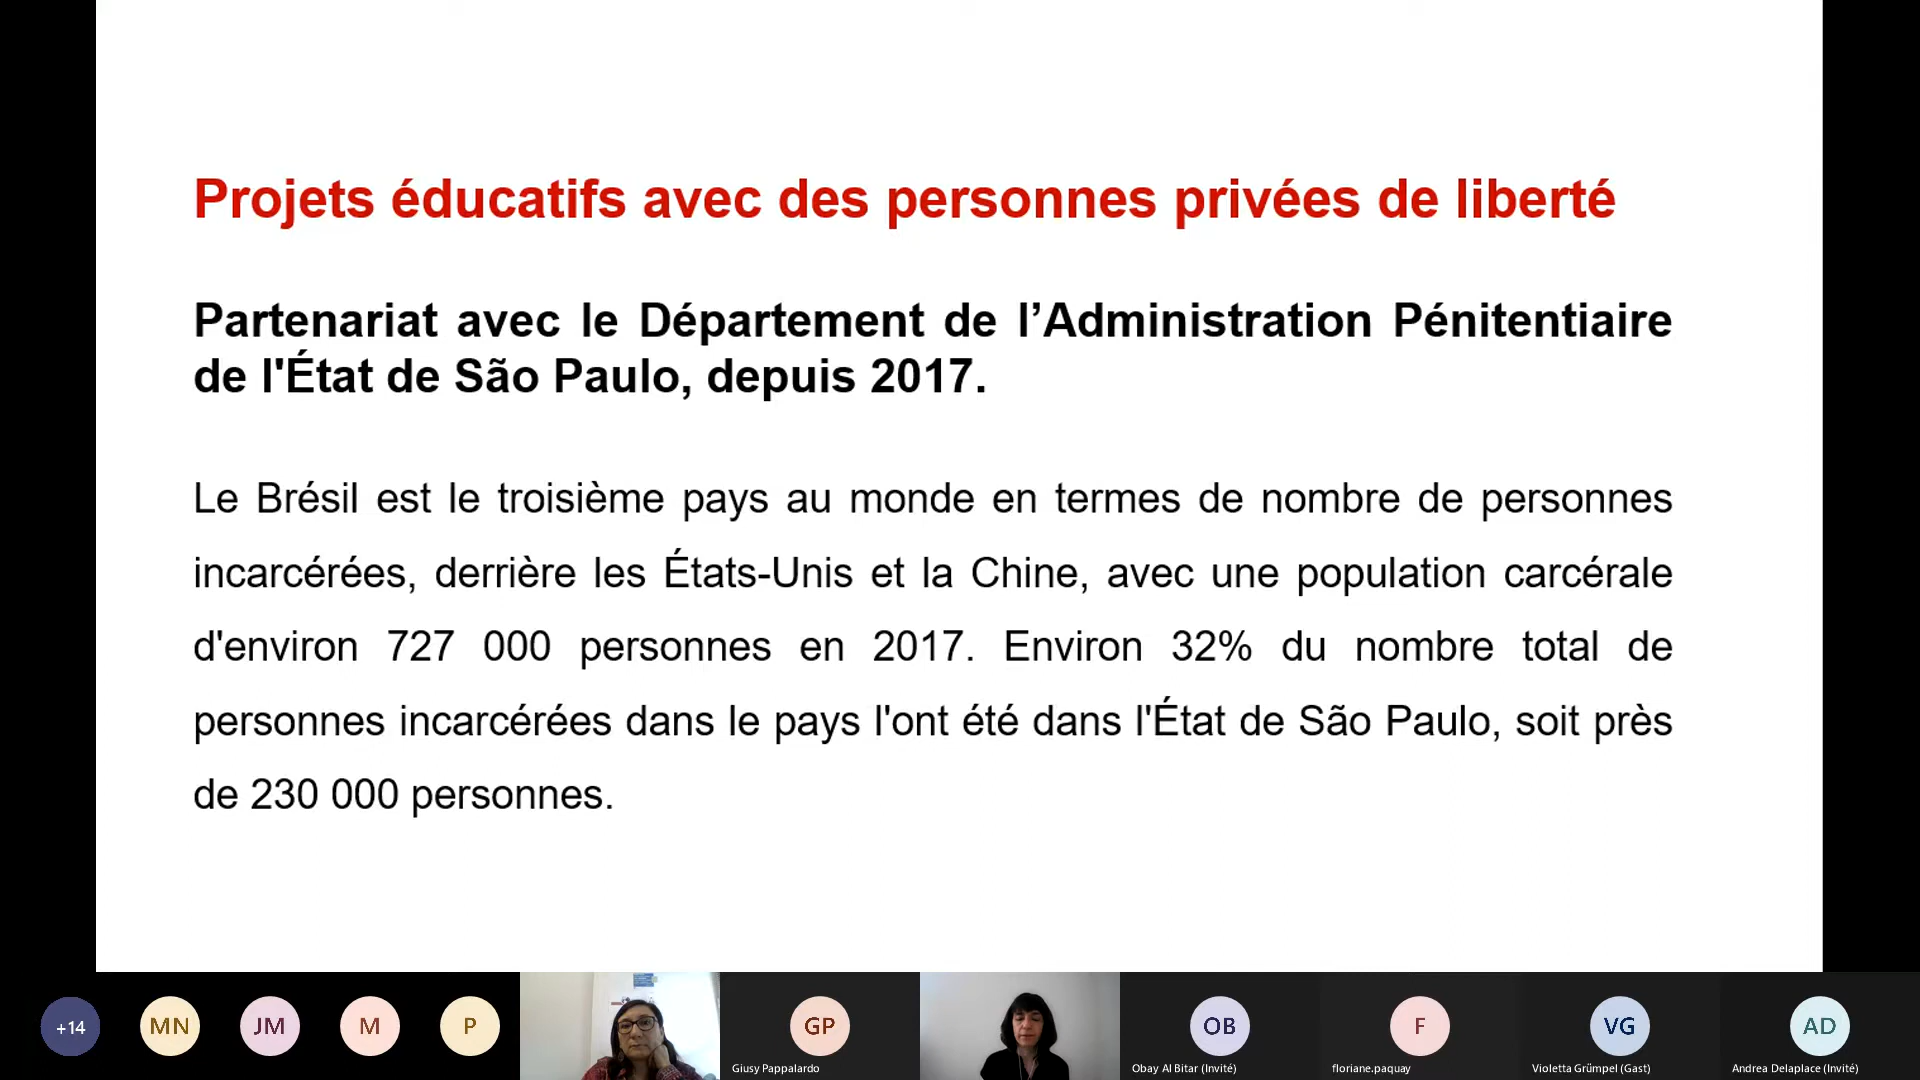 Projets éducatifs avec des personnes privées de liberté
Partenariat avec le Département de l’Administration Pénitentiaire
de l'État de São Paulo, depuis 2017.
Le Brésil est le troisième pays au monde en termes de nombre de personnes
incarcérées, derrière les États-Unis et la Chine, avec une population carcérale
d'environ 727 000 personnes en 2017. Environ 32% du nombre total de
personnes incarcérées dans le pays l'ont été dans l'État de São Paulo, soit près
de 230 000 personnes.
+14
MN
JM
M
P
GP
Giusy Pappalardo
OB
Obay Al Bitar (Invité)
F
floriane.paquay
VG
Violetta Grümpel (Gast)
AD
Andrea Delaplace (Invité)